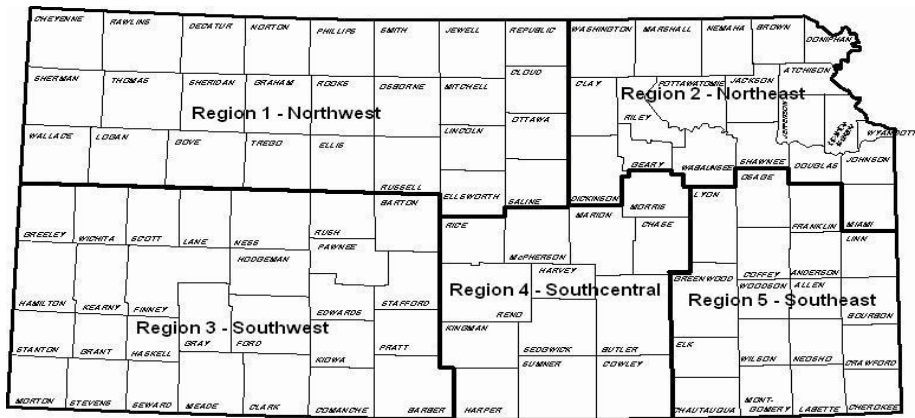 CHEYENNE RAWLINS DECATUR NORTON PHILLIPS SMITH JEWELL REPUBLIC WASHINGTON MARSHALL NEMAHA BROWN DONIPHAN
SHERMAN THOMAS SHERIDAN GRAHAM ROOKS OSBORNE MITCHELL CLOUD CLAY POTTAWATOMIE JACKSON ATCHISON
Region 1 - Northwest
Region 2 - Northeast
WALLACE LOGAN GOVE TREGO ELLIS LINCOLN OTTAWA RILEY JEFFERSON
RUSSELL ELLSWORTH SALINE DICKINSON GEARY WABAUNSEE SHAWNEE DOUGLAS JOHNSON
GREELEY WICHITA SCOTT LANE NESS RUSH BARTON RICE MARION MORRIS LYON OSAGE FRANKLIN MIAMI
HODGEMAN PAWNEE McPHERSON CHASE LINN
HAMILTON KEARNY FINNEY EDWARDS STAFFORD HARVEY GREENWOOD COFFEY ANDERSON
Region 3 - Southwest
Region 4 - Southcentral
Region 5 - Southeast
WOODSON ALLEN
STANTON GRANT HASKELL GRAY FORD KIOWA PRATT KINGMAN RENO SEDGWICK BUTLER ELK WILSON NEOSHO BOURBON
SUMNER COWLEY CRAWFORD
MORTON STEVENS SEWARD MEADE CLARK COMANCHE BARBER HARPER CHAUTAUQUA MONT-
GOMERY LABETTE CHEROKEE